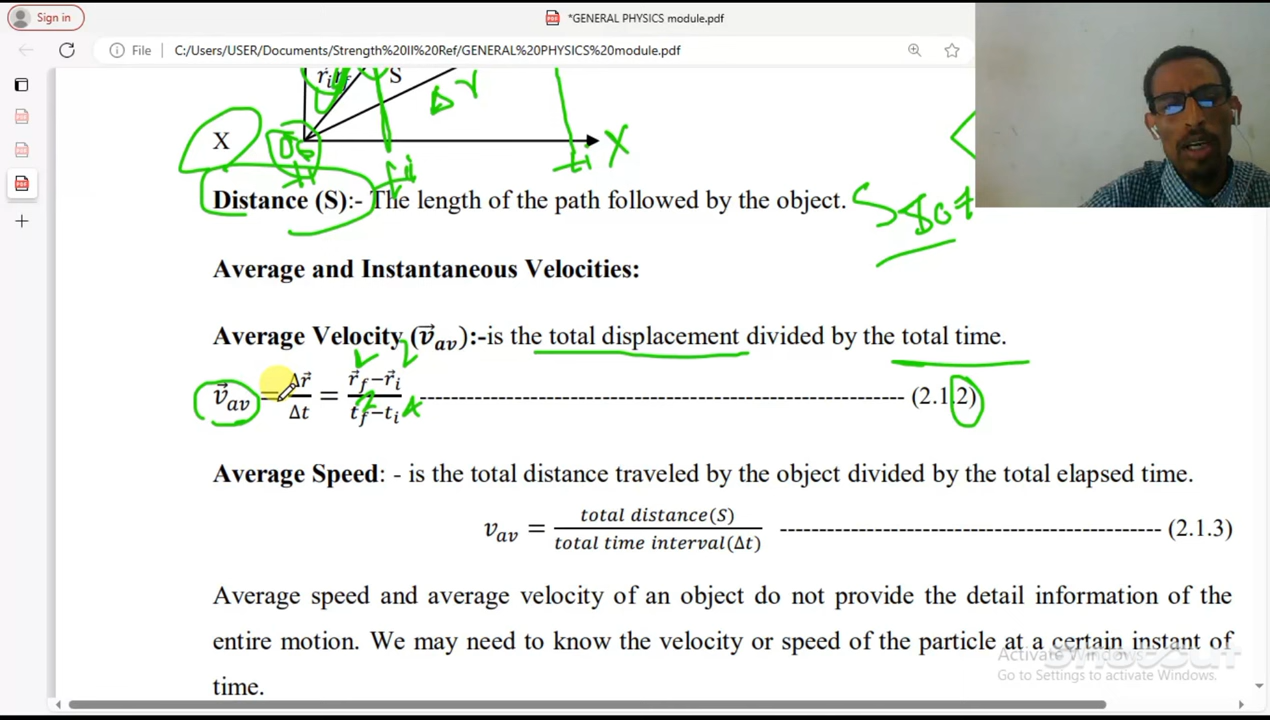 Sign in
*GENERAL PHYSICS module.pdf
File C:/Users/USER/Documents/Strength%20II%20Ref/GENERAL%20PHYSICS%20module.pdf
rᵢ S
Δ r
X X
Distance (S):- The length of the path followed by the object.
Average and Instantaneous Velocities:
Average Velocity (v⃗av):-is the total displacement divided by the total time.
v⃗av = Δr⃗/Δt = (r⃗f−r⃗i)/(tf−ti) ---------------------------------------------------------------- (2.1.2)
Average Speed: - is the total distance traveled by the object divided by the total elapsed time.
vav = total distance(S)/total time interval(Δt) -------------------------------------------------- (2.1.3)
Average speed and average velocity of an object do not provide the detail information of the
entire motion. We may need to know the velocity or speed of the particle at a certain instant of
time.
Activate Windows
Go to Settings to activate Windows.